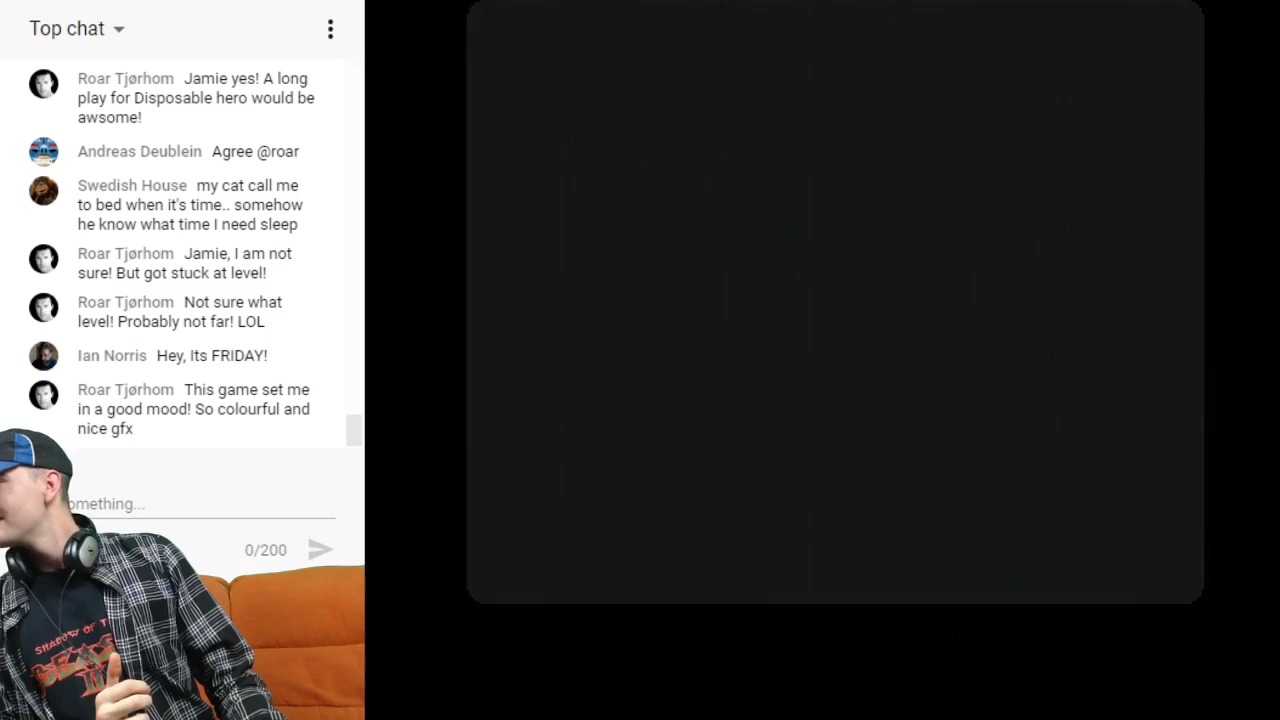 Top chat
Roar Tjørhom Jamie yes! A long
play for Disposable hero would be
awsome!
Andreas Deublein Agree @roar
Swedish House my cat call me
to bed when it's time.. somehow
he know what time I need sleep
Roar Tjørhom Jamie, I am not
sure! But got stuck at level!
Roar Tjørhom Not sure what
level! Probably not far! LOL
Ian Norris Hey, Its FRIDAY!
Roar Tjørhom This game set me
in a good mood! So colourful and
nice gfx
omething...
0/200
SHADOW OF T
BEAST
III